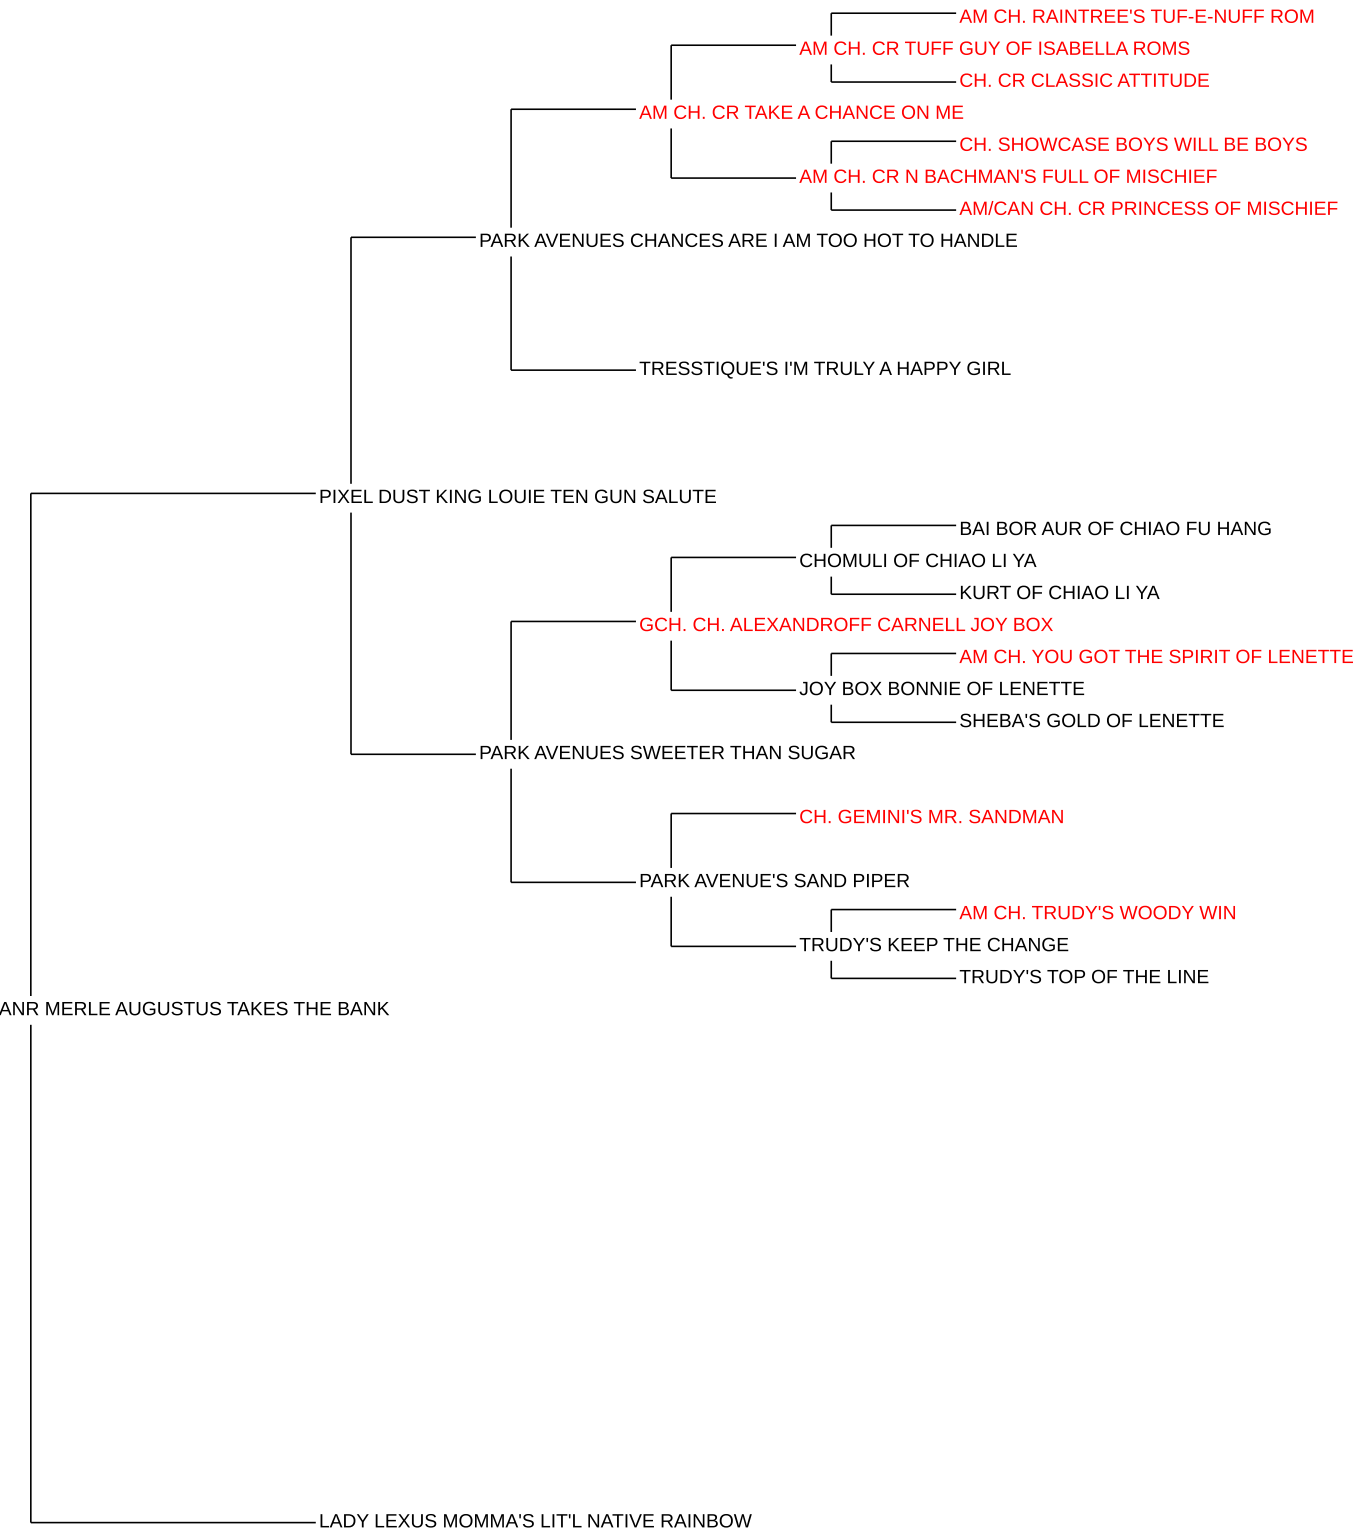 AM CH. RAINTREE'S TUF-E-NUFF ROM
AM CH. CR TUFF GUY OF ISABELLA ROMS
CH. CR CLASSIC ATTITUDE
AM CH. CR TAKE A CHANCE ON ME
CH. SHOWCASE BOYS WILL BE BOYS
AM CH. CR N BACHMAN'S FULL OF MISCHIEF
AM/CAN CH. CR PRINCESS OF MISCHIEF
PARK AVENUES CHANCES ARE I AM TOO HOT TO HANDLE
TRESSTIQUE'S I'M TRULY A HAPPY GIRL
PIXEL DUST KING LOUIE TEN GUN SALUTE
BAI BOR AUR OF CHIAO FU HANG
CHOMULI OF CHIAO LI YA
KURT OF CHIAO LI YA
GCH. CH. ALEXANDROFF CARNELL JOY BOX
AM CH. YOU GOT THE SPIRIT OF LENETTE
JOY BOX BONNIE OF LENETTE
SHEBA'S GOLD OF LENETTE
PARK AVENUES SWEETER THAN SUGAR
CH. GEMINI'S MR. SANDMAN
PARK AVENUE'S SAND PIPER
AM CH. TRUDY'S WOODY WIN
TRUDY'S KEEP THE CHANGE
TRUDY'S TOP OF THE LINE
ANR MERLE AUGUSTUS TAKES THE BANK
LADY LEXUS MOMMA'S LIT'L NATIVE RAINBOW